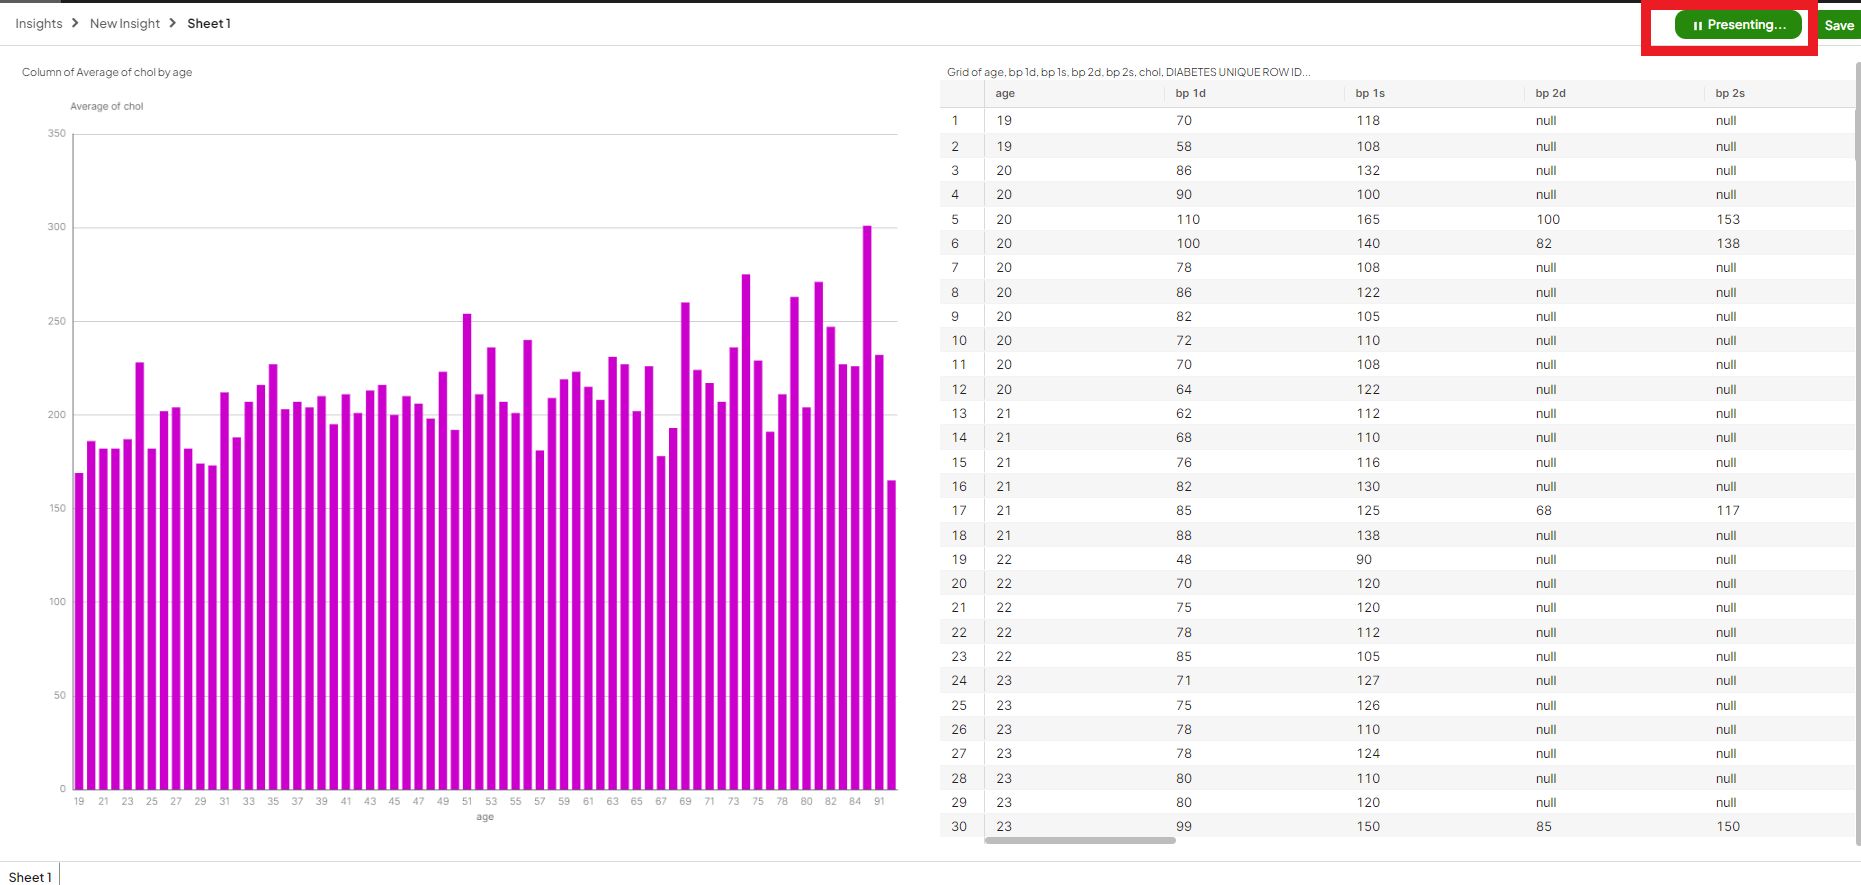 Insights > New Insight > Sheet 1
Presenting...
Save
Column of Average of chol by age
Average of chol
350
300
250
200
150
100
50
0
19 21 23 25 27 29 31 33 35 37 39 41 43 45 47 49 51 53 55 57 59 61 63 65 67 69 71 73 75 78 80 82 84 91
age
Grid of age, bp 1d, bp 1s, bp 2d, bp 2s, chol, DIABETES UNIQUE ROW ID...
age bp 1d bp 1s bp 2d bp 2s
1 19 70 118 null null
2 19 58 108 null null
3 20 86 132 null null
4 20 90 100 null null
5 20 110 165 100 153
6 20 100 140 82 138
7 20 78 108 null null
8 20 86 122 null null
9 20 82 105 null null
10 20 72 110 null null
11 20 70 108 null null
12 20 64 122 null null
13 21 62 112 null null
14 21 68 110 null null
15 21 76 116 null null
16 21 82 130 null null
17 21 85 125 68 117
18 21 88 138 null null
19 22 48 90 null null
20 22 70 120 null null
21 22 75 120 null null
22 22 78 112 null null
23 22 85 105 null null
24 23 71 127 null null
25 23 75 126 null null
26 23 78 110 null null
27 23 78 124 null null
28 23 80 110 null null
29 23 80 120 null null
30 23 99 150 85 150
Sheet 1